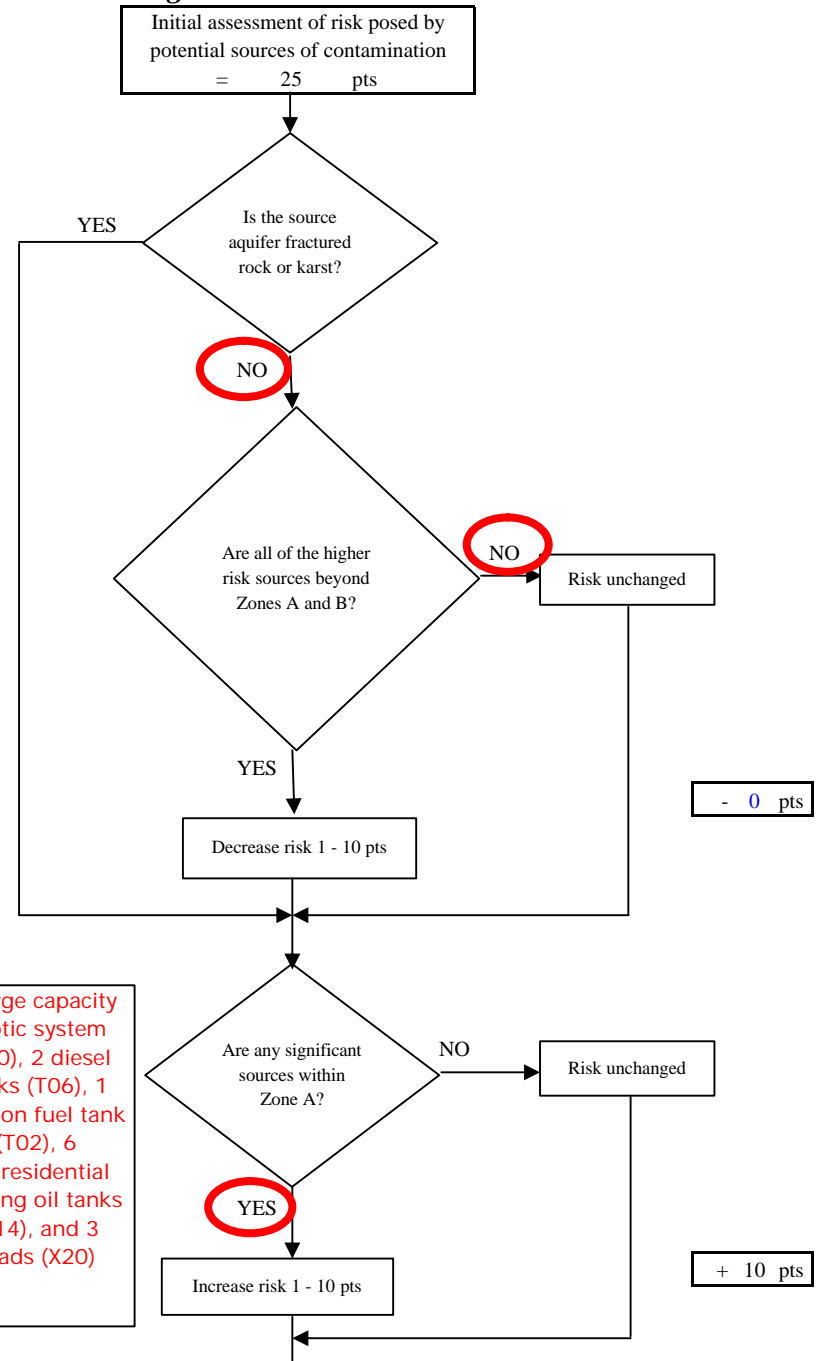 Initial assessment of risk posed by
potential sources of contamination
= 25 pts
Is the source
aquifer fractured
rock or karst?
YES
NO
Are all of the higher
risk sources beyond
Zones A and B?
NO
Risk unchanged
YES
- 0 pts
Decrease risk 1 - 10 pts
rge capacity
tic system
0), 2 diesel
ks (T06), 1
on fuel tank
(T02), 6
residential
ng oil tanks
14), and 3
ads (X20)
Are any significant
sources within
Zone A?
NO
Risk unchanged
YES
Increase risk 1 - 10 pts
+ 10 pts